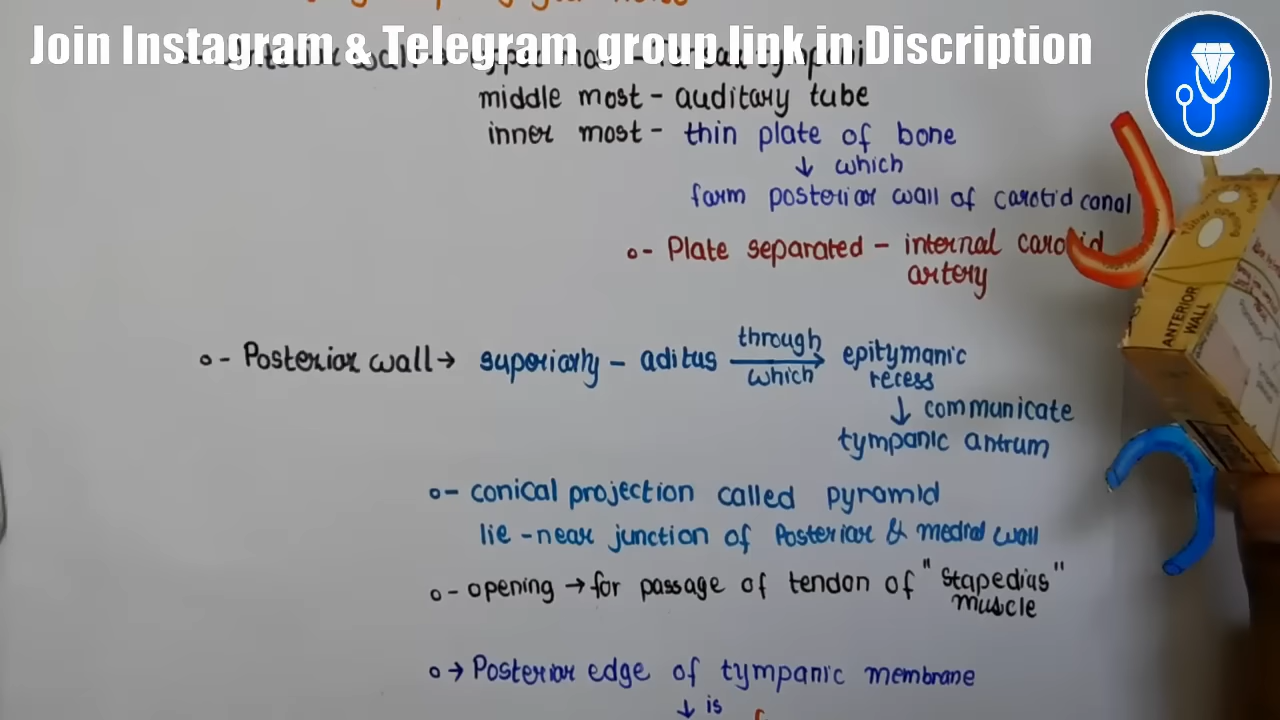 Join Instagram & Telegram group link in Discription
middle most - auditary tube
inner most - thin plate of bone
↓ which
form posterior wall of carotid canal
o- Plate separated - internal carotid
artery
ANTERIOR
WALL
through
o- Posterior wall → superiorly - aditus → epitymanic
which recess
↓ communicate
tympanic antrum
o- conical projection called pyramid
lie - near junction of Posterior & medial wall
o- opening → for passage of tendon of "stapedias"
muscle
o→ Posterior edge of tympanic membrane
↓ is